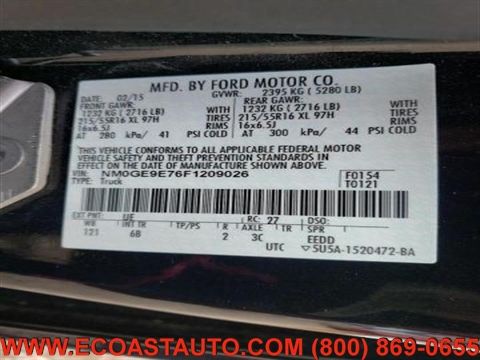 MFD. BY FORD MOTOR CO.
DATE: 02/15 GVWR: 2395 KG ( 5280 LB)
FRONT GAWR: REAR GAWR:
1232 KG ( 2716 LB) WITH 1232 KG ( 2716 LB) WITH
215/55R16 XL 97H TIRES 215/55R16 XL 97H TIRES
16x6.5J RIMS 16x6.5J RIMS
AT 280 kPa/ 41 PSI COLD AT 300 kPa/ 44 PSI COLD
THIS VEHICLE CONFORMS TO ALL APPLICABLE FEDERAL MOTOR
VEHICLE SAFETY STANDARDS IN EFFECT ON THE DATE OF
MANUFACTURE SHOWN ABOVE.
VIN: NM0GE9E76F1209026 F0154
TYPE: Truck T0121
EXT PNT: UE RC: 27 DSO:
WB INT TR TP/PS R AXLE TR SPR
121 6B 2 3C EEDD
UTC 5U5A-1520472-BA
WWW.ECOASTAUTO.COM (800) 869-0655